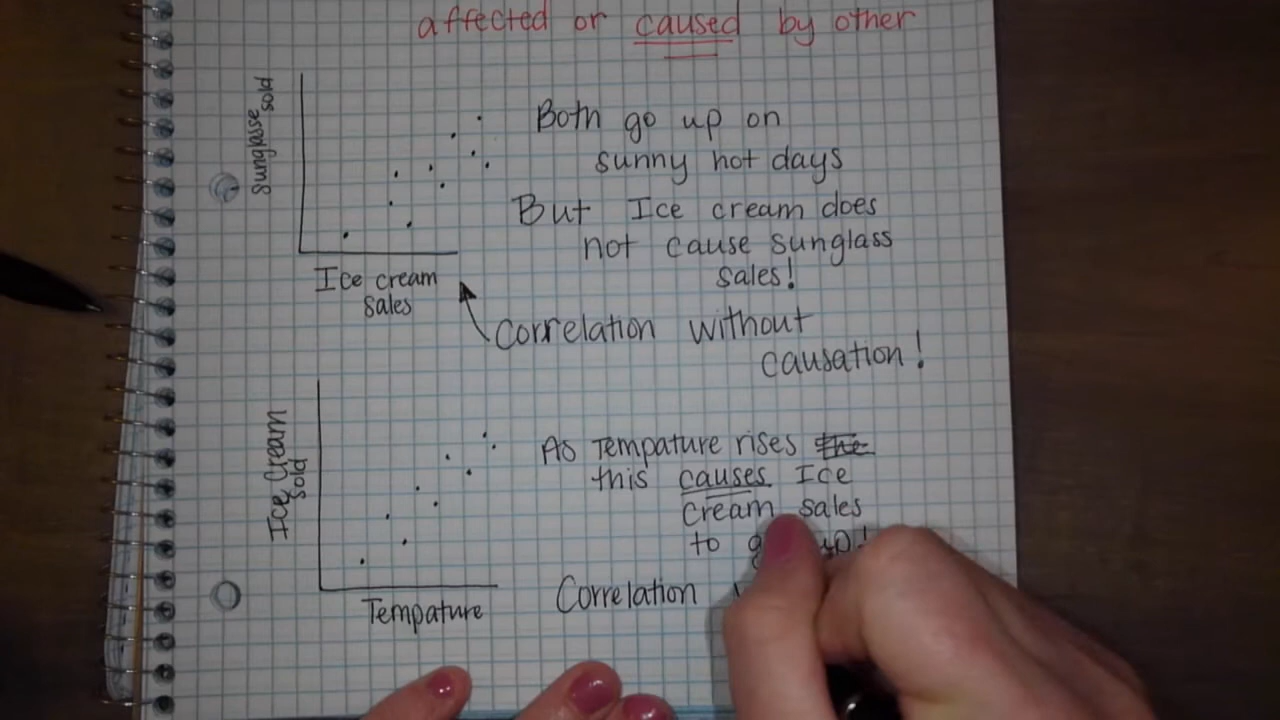 affected or caused by other
Sunglasse
sold
Both go up on
sunny hot days
But Ice cream does
not cause sunglass
sales!
Ice cream
sales
Correlation without
causation!
Ice Cream
sold
As Tempature rises the
this causes Ice
cream sales
to
Tempature
Correlation